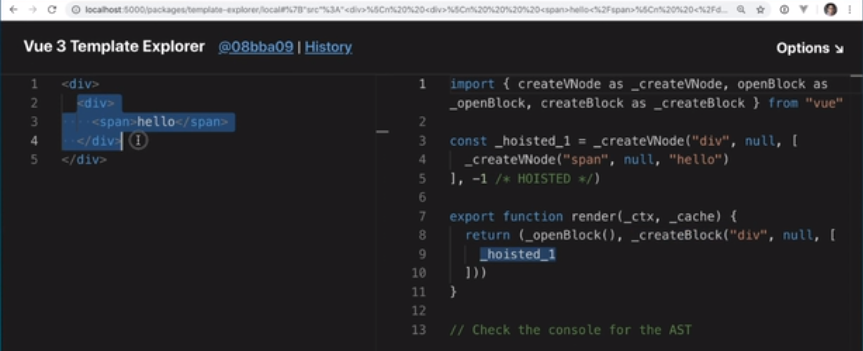 localhost:5000/packages/template-explorer/local#%7B"src"%3A"<div>%5Cn%20%20<div>%5Cn%20%20%20%20<span>hello<%2Fspan>%5Cn%20%20<%2Fd...
Vue 3 Template Explorer @08bba09 | History
Options ↘
1 <div>
2 <div>
3 <span>hello</span>
4 </div>
5 </div>
1 import { createVNode as _createVNode, openBlock as
_openBlock, createBlock as _createBlock } from "vue"
2
3 const _hoisted_1 = _createVNode("div", null, [
4 _createVNode("span", null, "hello")
5 ], -1 /* HOISTED */)
6
7 export function render(_ctx, _cache) {
8 return (_openBlock(), _createBlock("div", null, [
9 _hoisted_1
10 ]))
11 }
12
13 // Check the console for the AST